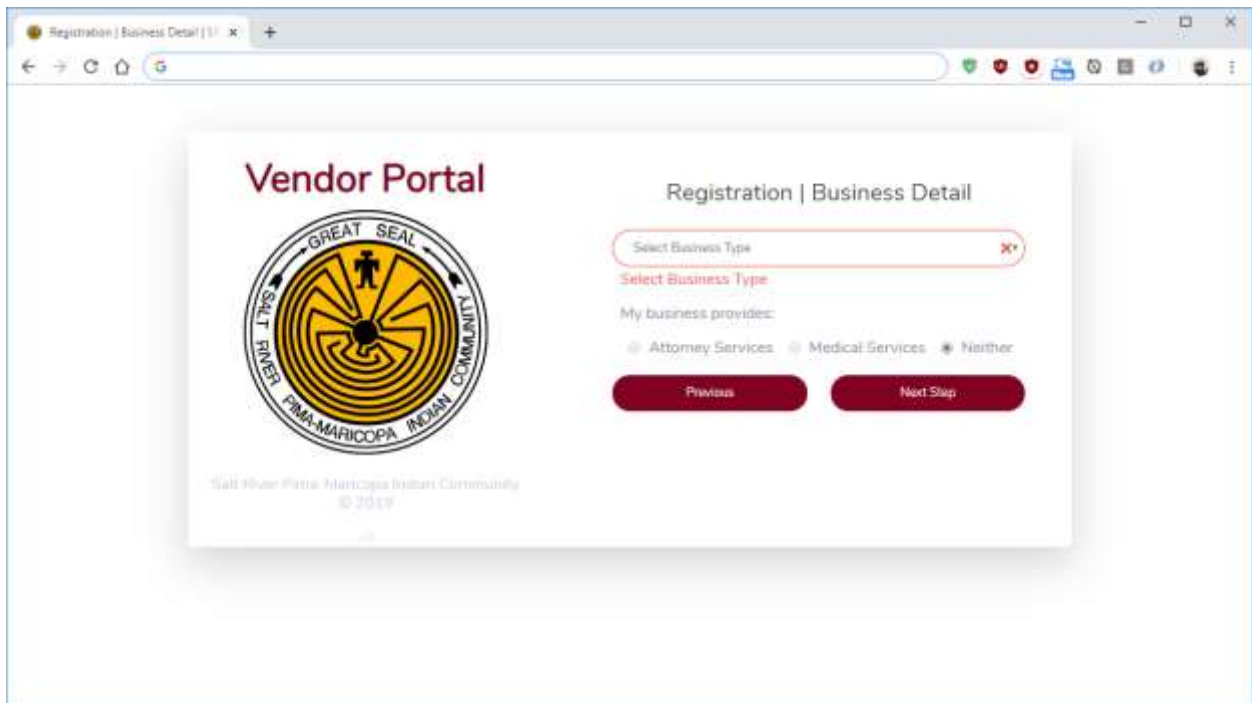 Registration | Business Detail |
Vendor Portal
GREAT SEAL
SALT RIVER PIMA-MARICOPA INDIAN COMMUNITY
Salt River Pima-Maricopa Indian Community
© 2019
Registration | Business Detail
Select Business Type
Select Business Type
My business provides:
Attorney Services Medical Services Neither
Previous Next Step